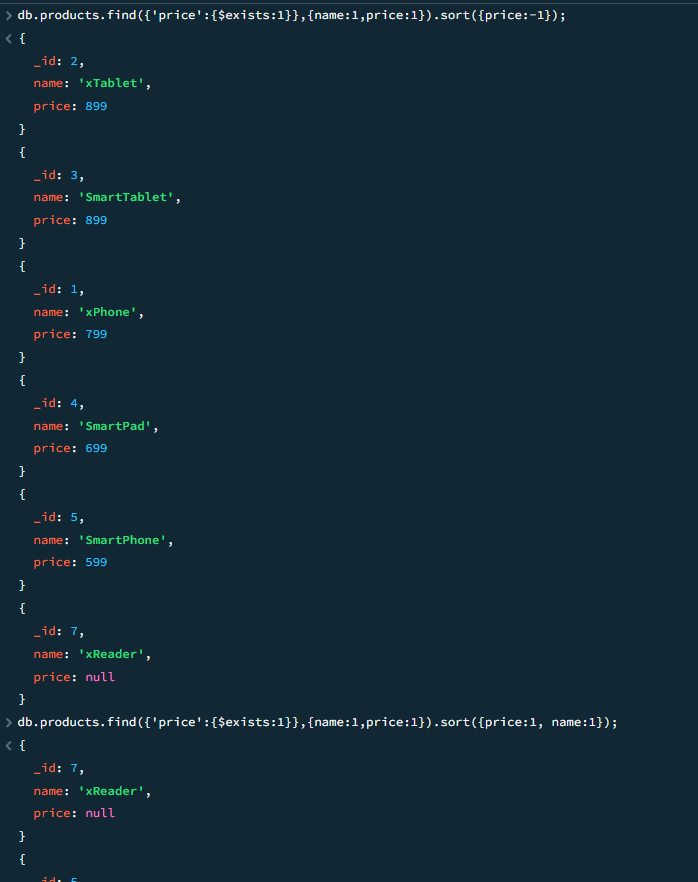 > db.products.find({'price':{$exists:1}},{name:1,price:1}).sort({price:-1});
< {
_id: 2,
name: 'xTablet',
price: 899
}
{
_id: 3,
name: 'SmartTablet',
price: 899
}
{
_id: 1,
name: 'xPhone',
price: 799
}
{
_id: 4,
name: 'SmartPad',
price: 699
}
{
_id: 5,
name: 'SmartPhone',
price: 599
}
{
_id: 7,
name: 'xReader',
price: null
}
> db.products.find({'price':{$exists:1}},{name:1,price:1}).sort({price:1, name:1});
< {
_id: 7,
name: 'xReader',
price: null
}
{
_id: 5